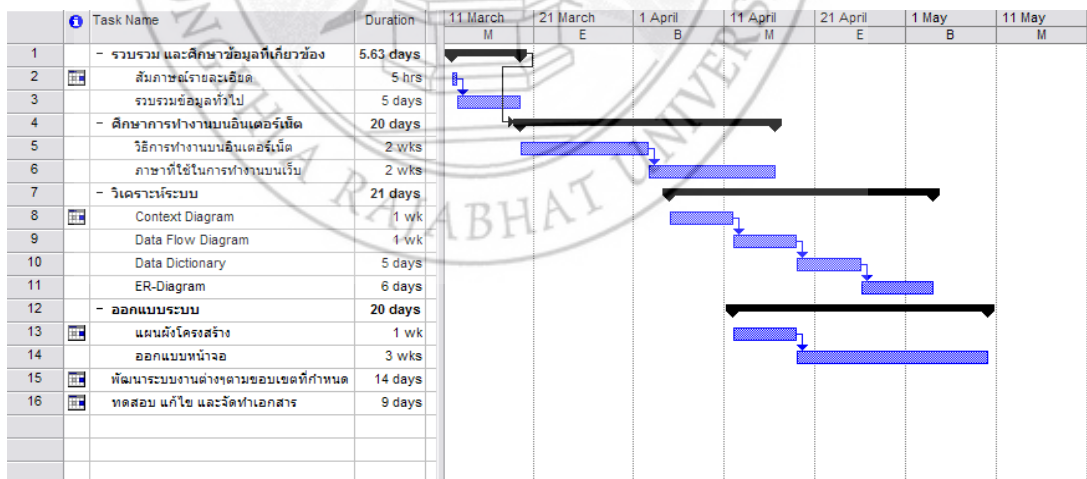 Task Name Duration 11 March 21 March 1 April 11 April 21 April 1 May 11 May
M E B M E B M
1 − รวบรวม และศึกษาข้อมูลที่เกี่ยวข้อง 5.63 days
2 สัมภาษณ์รายละเอียด 5 hrs
3 รวบรวมข้อมูลทั่วไป 5 days
4 − ศึกษาการทำงานบนอินเตอร์เน็ต 20 days
5 วิธีการทำงานบนอินเตอร์เน็ต 2 wks
6 ภาษาที่ใช้ในการทำงานบนเว็บ 2 wks
7 − วิเคราะห์ระบบ 21 days
8 Context Diagram 1 wk
9 Data Flow Diagram 1 wk
10 Data Dictionary 5 days
11 ER-Diagram 6 days
12 − ออกแบบระบบ 20 days
13 แผนผังโครงสร้าง 1 wk
14 ออกแบบหน้าจอ 3 wks
15 พัฒนาระบบงานต่างๆตามขอบเขตที่กำหนด 14 days
16 ทดสอบ แก้ไข และจัดทำเอกสาร 9 days
RAJABHAT UNIVER